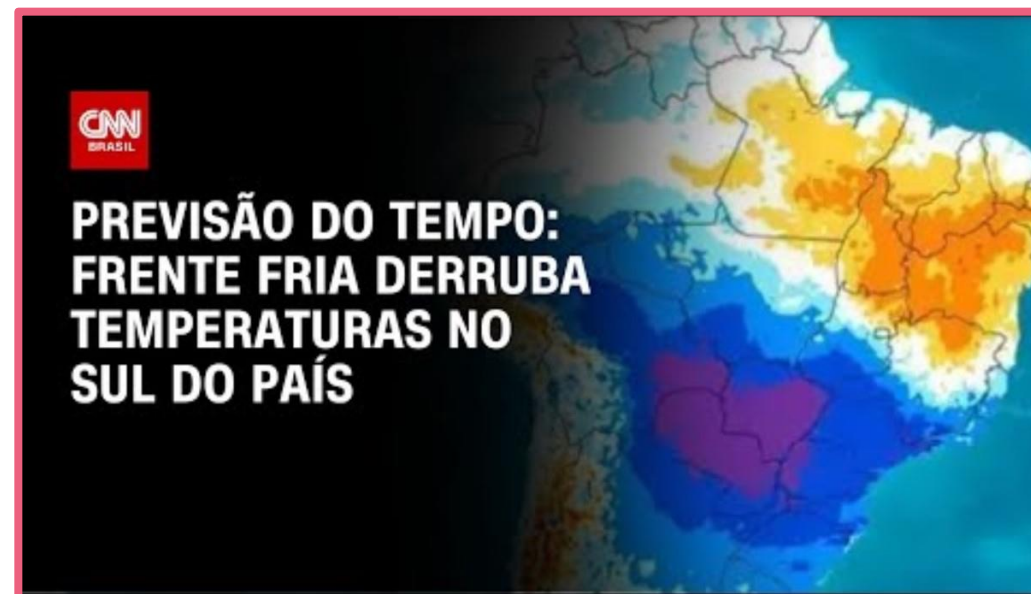 CNN
BRASIL
PREVISÃO DO TEMPO:
FRENTE FRIA DERRUBA
TEMPERATURAS NO
SUL DO PAÍS